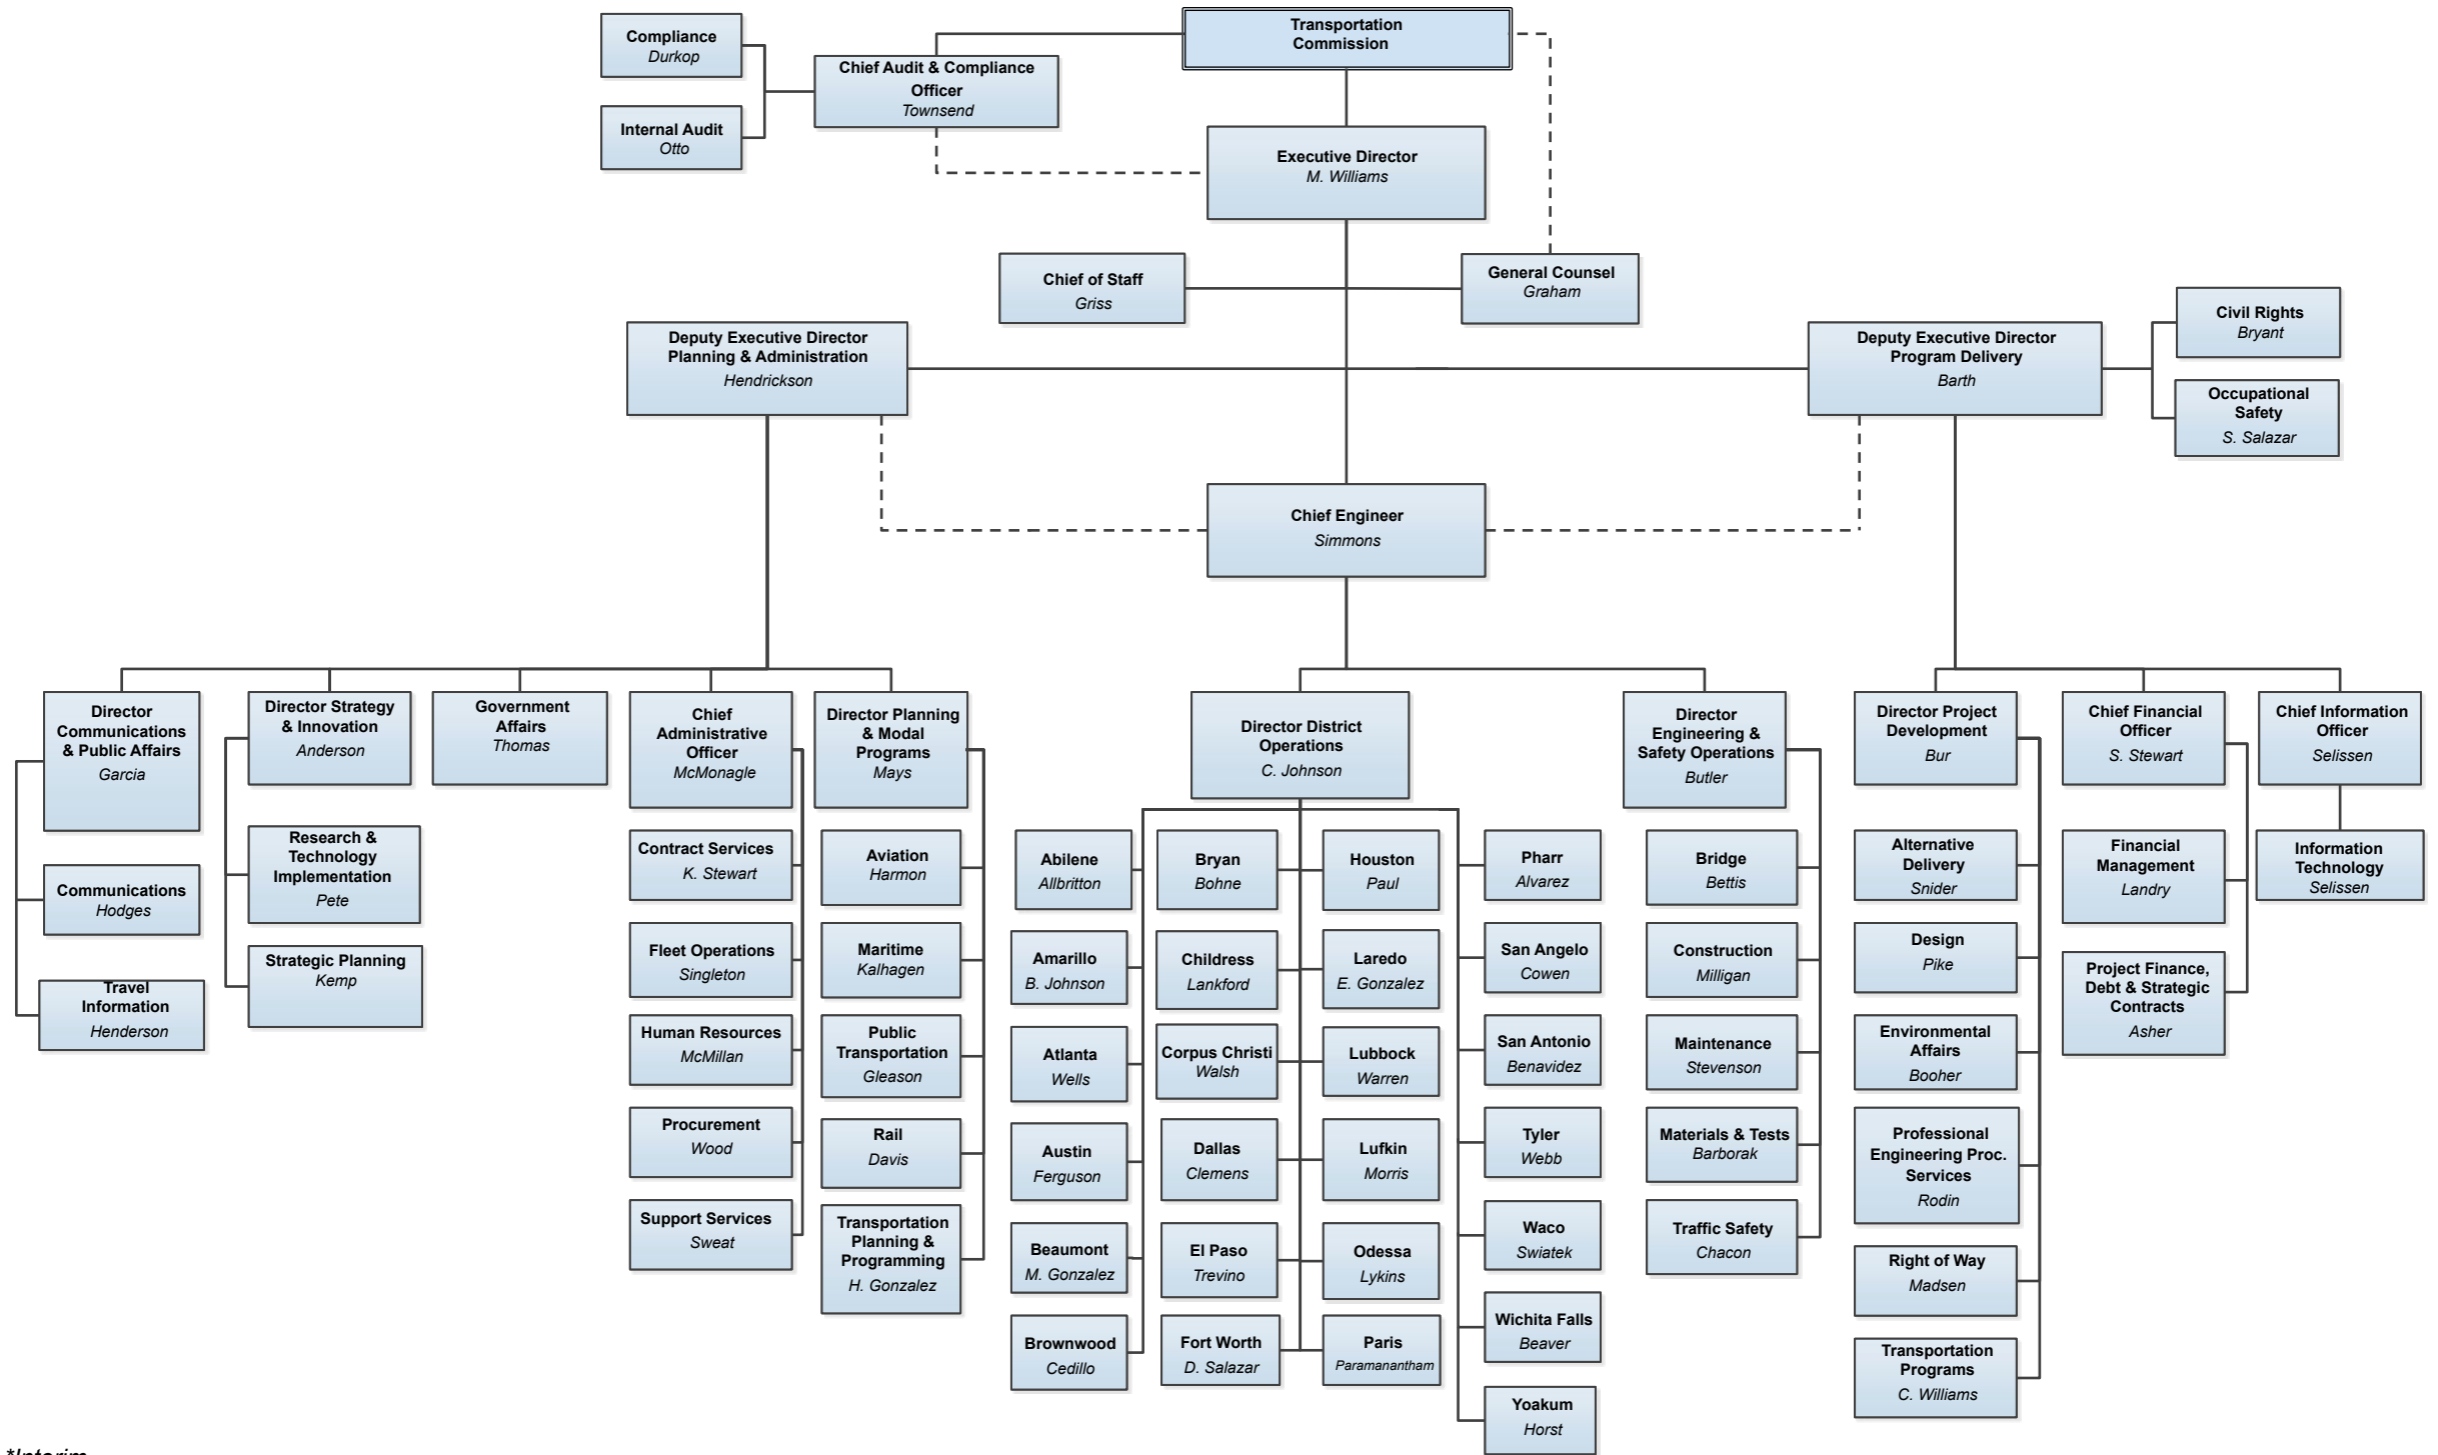 Transportation
Commission
Compliance
Durkop
Chief Audit & Compliance
Officer
Townsend
Internal Audit
Otto
Executive Director
M. Williams
Chief of Staff
Griss
General Counsel
Graham
Deputy Executive Director
Planning & Administration
Hendrickson
Deputy Executive Director
Program Delivery
Barth
Civil Rights
Bryant
Occupational
Safety
S. Salazar
Chief Engineer
Simmons
Director
Communications
& Public Affairs
Garcia
Communications
Hodges
Travel
Information
Henderson
Director Strategy
& Innovation
Anderson
Research &
Technology
Implementation
Pete
Strategic Planning
Kemp
Government
Affairs
Thomas
Chief
Administrative
Officer
McMonagle
Contract Services
K. Stewart
Fleet Operations
Singleton
Human Resources
McMillan
Procurement
Wood
Support Services
Sweat
Director Planning
& Modal
Programs
Mays
Aviation
Harmon
Maritime
Kalhagen
Public
Transportation
Gleason
Rail
Davis
Transportation
Planning &
Programming
H. Gonzalez
Director District
Operations
C. Johnson
Abilene
Allbritton
Amarillo
B. Johnson
Atlanta
Wells
Austin
Ferguson
Beaumont
M. Gonzalez
Brownwood
Cedillo
Bryan
Bohne
Childress
Lankford
Corpus Christi
Walsh
Dallas
Clemens
El Paso
Trevino
Fort Worth
D. Salazar
Houston
Paul
Laredo
E. Gonzalez
Lubbock
Warren
Lufkin
Morris
Odessa
Lykins
Paris
Paramanantham
Pharr
Alvarez
San Angelo
Cowen
San Antonio
Benavidez
Tyler
Webb
Waco
Swiatek
Wichita Falls
Beaver
Yoakum
Horst
Director
Engineering &
Safety Operations
Butler
Bridge
Bettis
Construction
Milligan
Maintenance
Stevenson
Materials & Tests
Barborak
Traffic Safety
Chacon
Director Project
Development
Bur
Alternative
Delivery
Snider
Design
Pike
Environmental
Affairs
Booher
Professional
Engineering Proc.
Services
Rodin
Right of Way
Madsen
Transportation
Programs
C. Williams
Chief Financial
Officer
S. Stewart
Financial
Management
Landry
Project Finance,
Debt & Strategic
Contracts
Asher
Chief Information
Officer
Selissen
Information
Technology
Selissen
*Interim